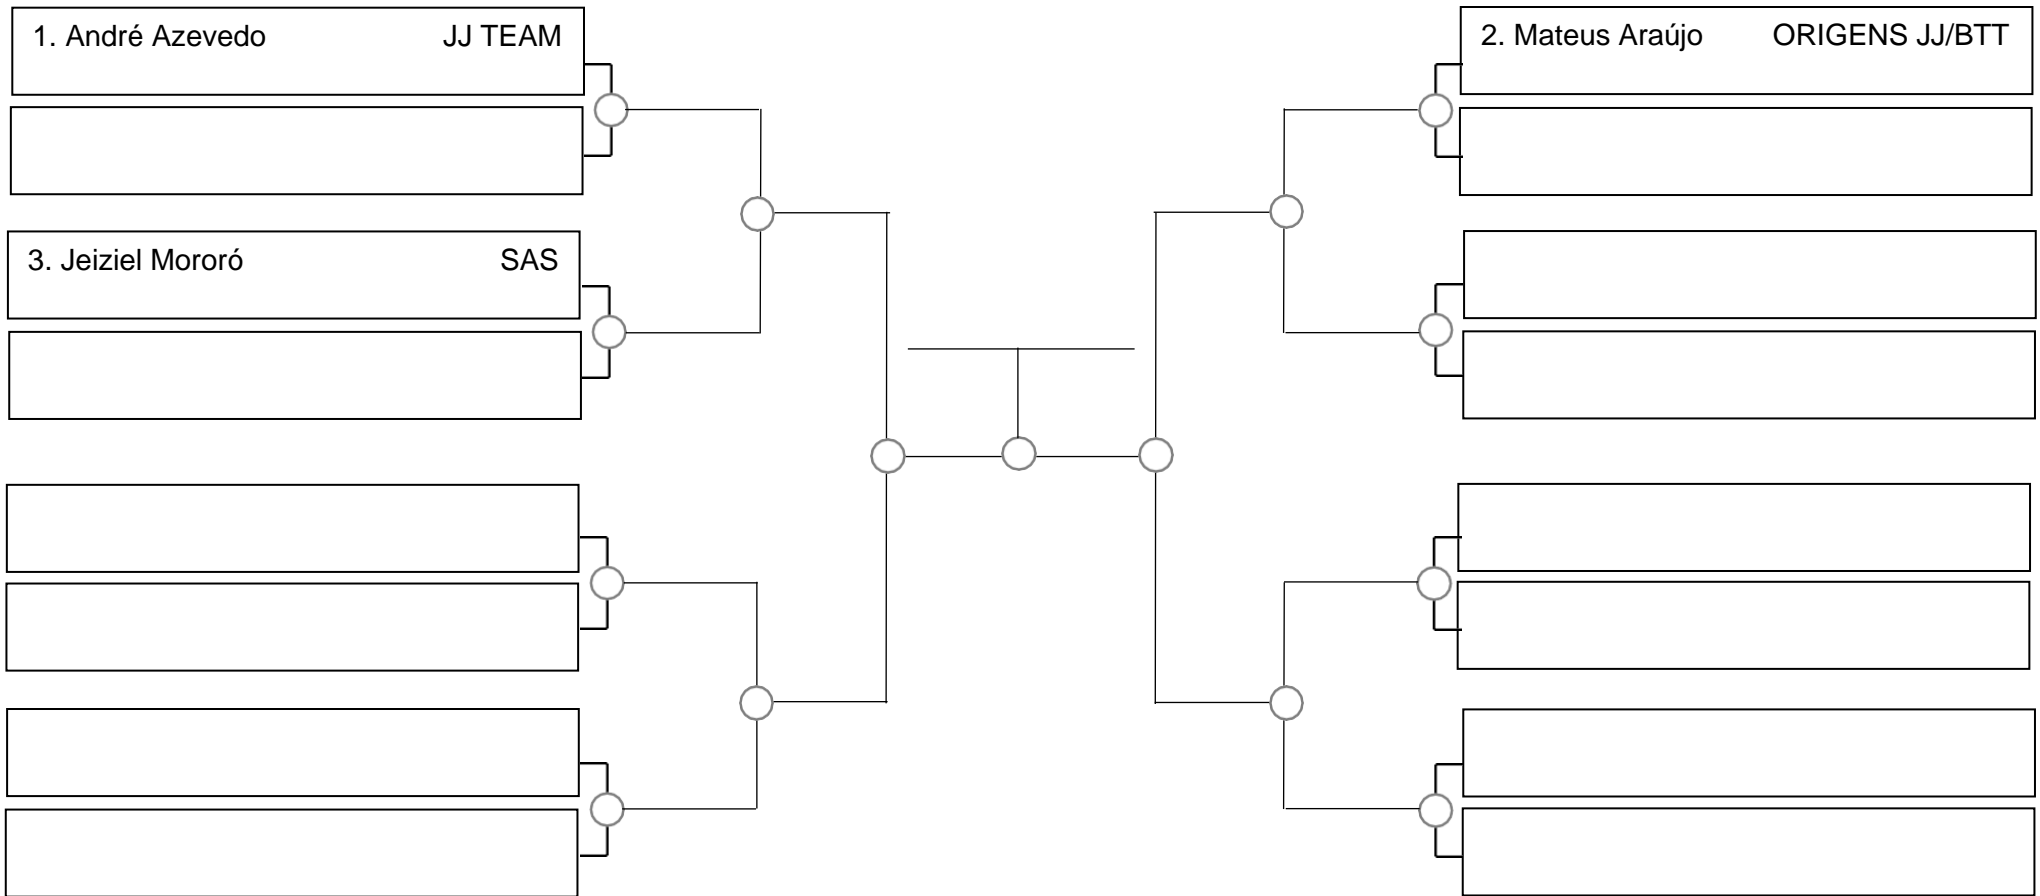 1. André Azevedo JJ TEAM
2. Mateus Araújo ORIGENS JJ/BTT
3. Jeiziel Mororó SAS